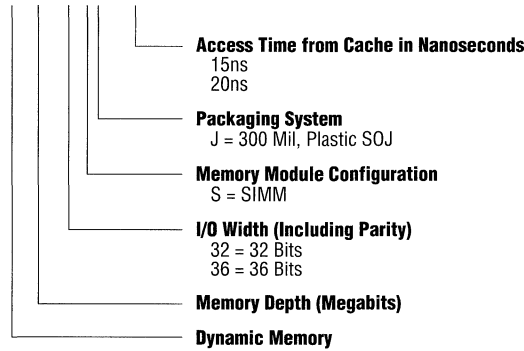 Access Time from Cache in Nanoseconds
15ns
20ns
Packaging System
J = 300 Mil, Plastic SOJ
Memory Module Configuration
S = SIMM
I/O Width (Including Parity)
32 = 32 Bits
36 = 36 Bits
Memory Depth (Megabits)
Dynamic Memory